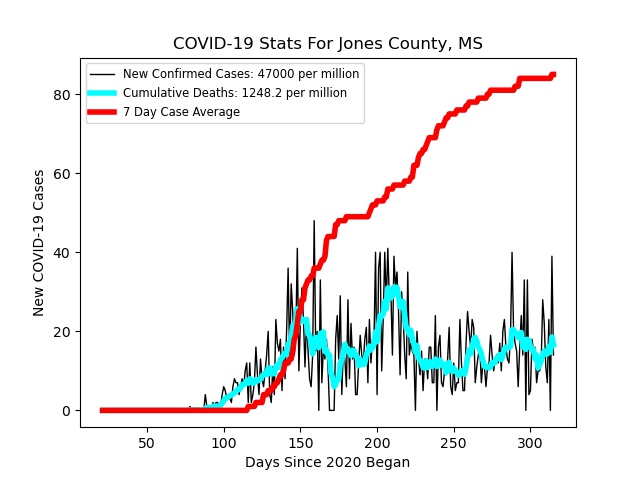 COVID-19 Stats For Jones County, MS
New Confirmed Cases: 47000 per million
Cumulative Deaths: 1248.2 per million
7 Day Case Average
New COVID-19 Cases
80
60
40
20
0
50 100 150 200 250 300
Days Since 2020 Began